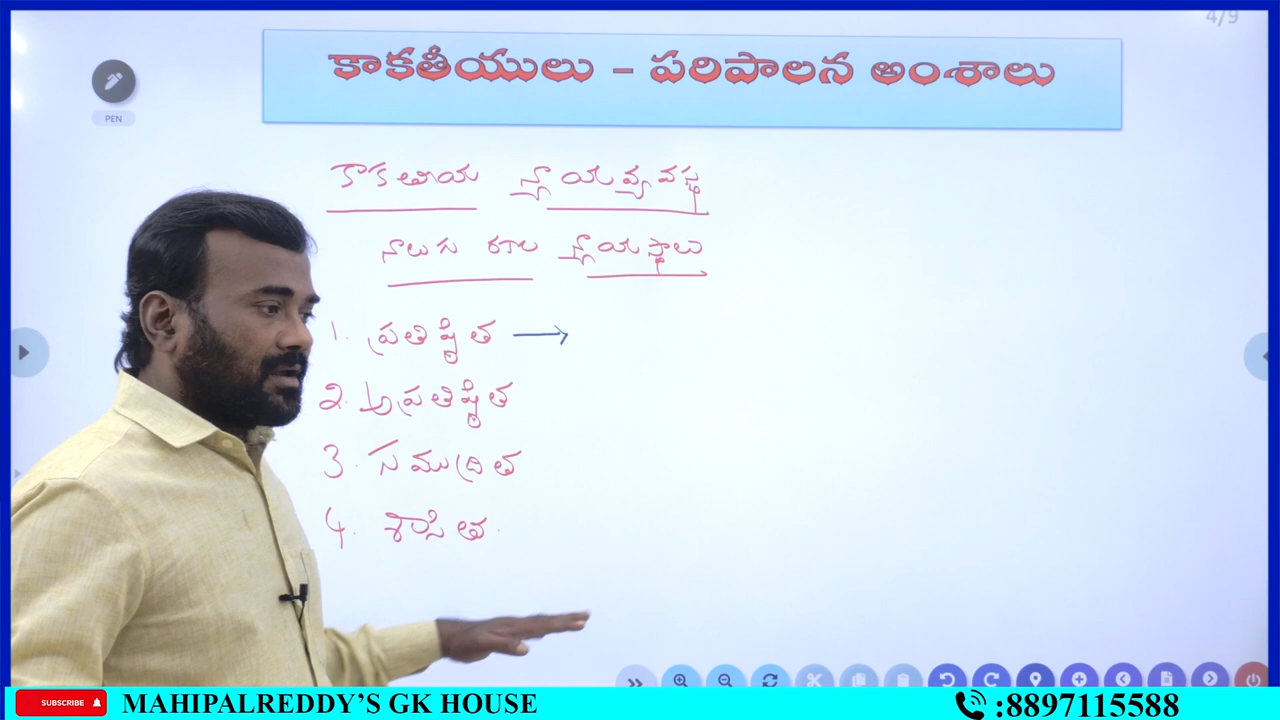 4/9
కాకతీయులు – పరిపాలన అంశాలు
PEN
కాకతీయ న్యాయవ్యవస్థ
నాలుగు రకాల న్యాయస్థాలు
1. ప్రతిష్ఠిత →
2. అప్రతిష్ఠిత
3. సముద్రిత
4. శాసిత
SUBSCRIBE MAHIPALREDDY'S GK HOUSE :8897115588